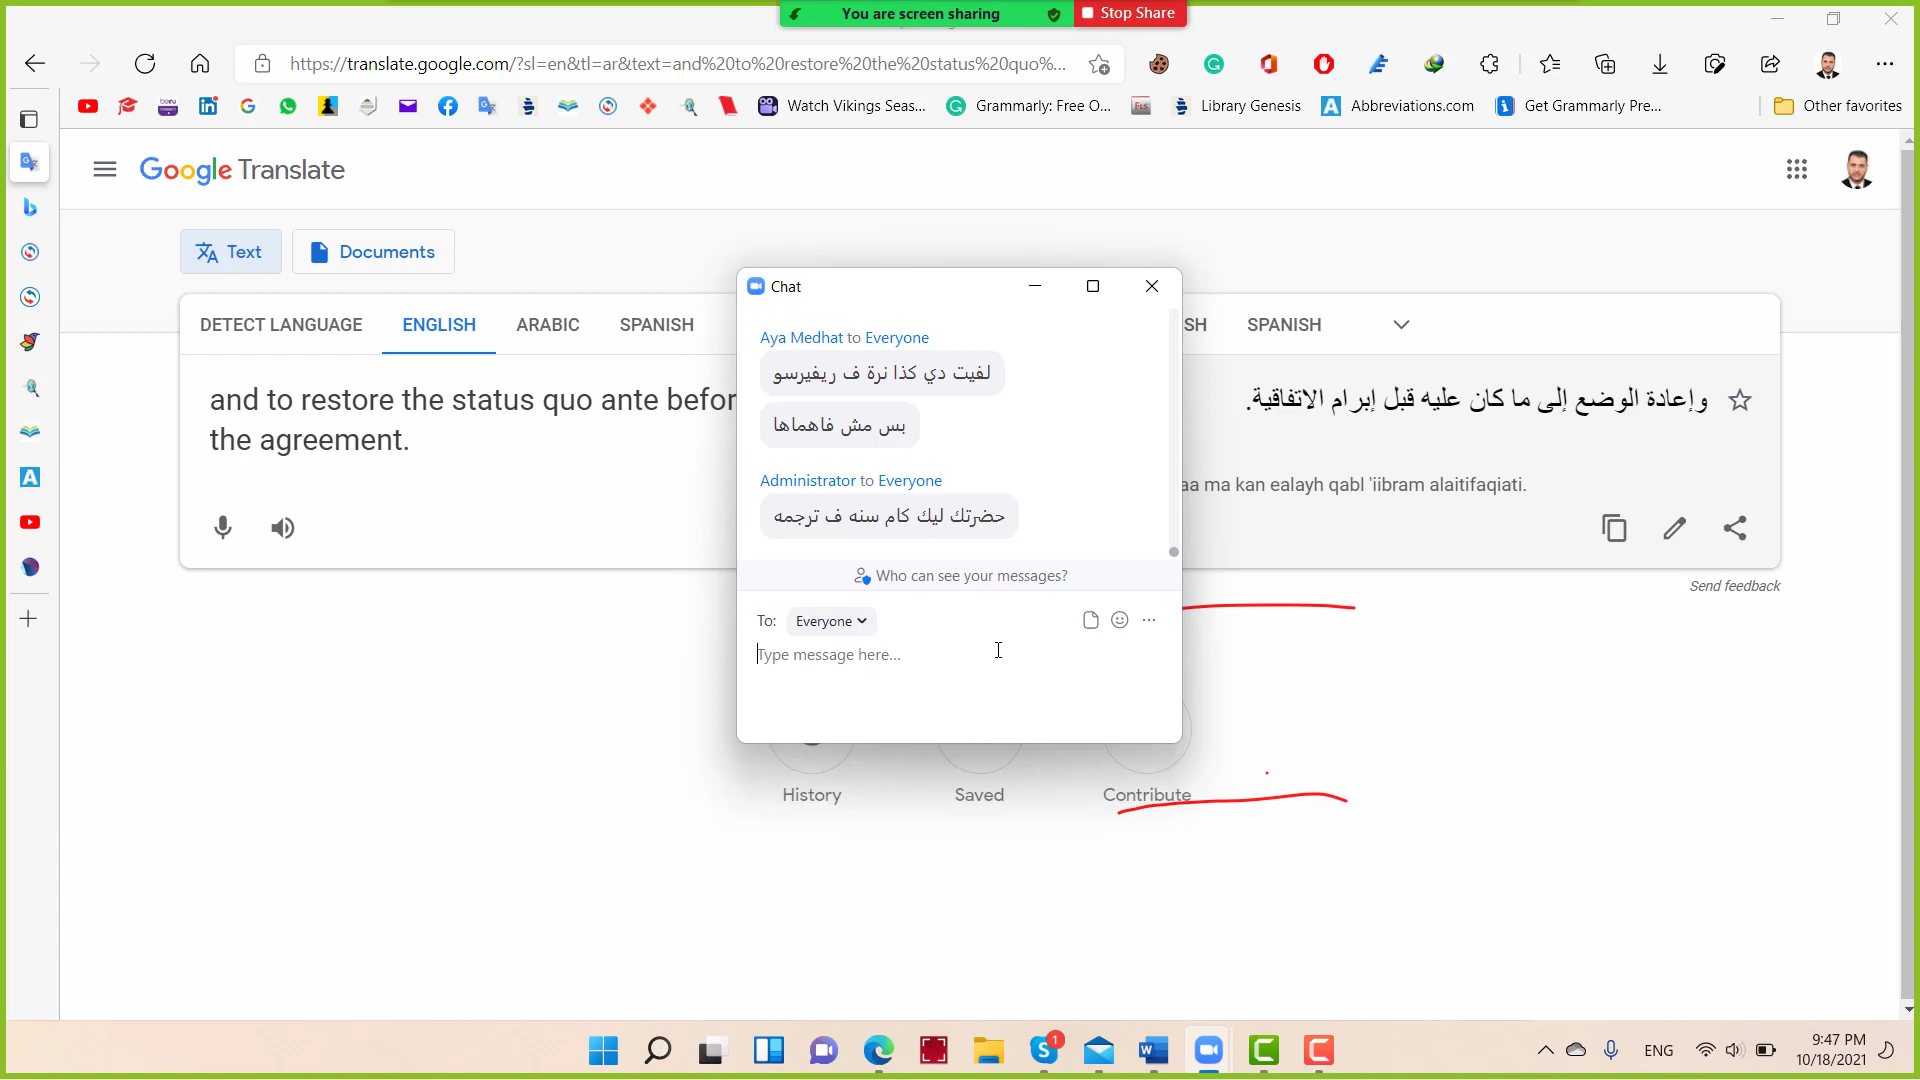 You are screen sharing
Stop Share
https://translate.google.com/?sl=en&tl=ar&text=and%20to%20restore%20the%20status%20quo%...
Watch Vikings Seas...
Grammarly: Free O...
Library Genesis
Abbreviations.com
Get Grammarly Pre...
Other favorites
Google Translate
Text
Documents
DETECT LANGUAGE
ENGLISH
ARABIC
SPANISH
SH
SPANISH
and to restore the status quo ante befor
the agreement.
وإعادة الوضع إلى ما كان عليه قبل إبرام الاتفاقية.
aa ma kan ealayh qabl 'iibram alaitifaqiati.
Send feedback
Chat
Aya Medhat to Everyone
لفيت دي كذا نرة ف ريفيرسو
بس مش فاهماها
Administrator to Everyone
حضرتك ليك كام سنه ف ترجمه
Who can see your messages?
To: Everyone
Type message here...
History
Saved
Contribute
1
ENG
9:47 PM
10/18/2021